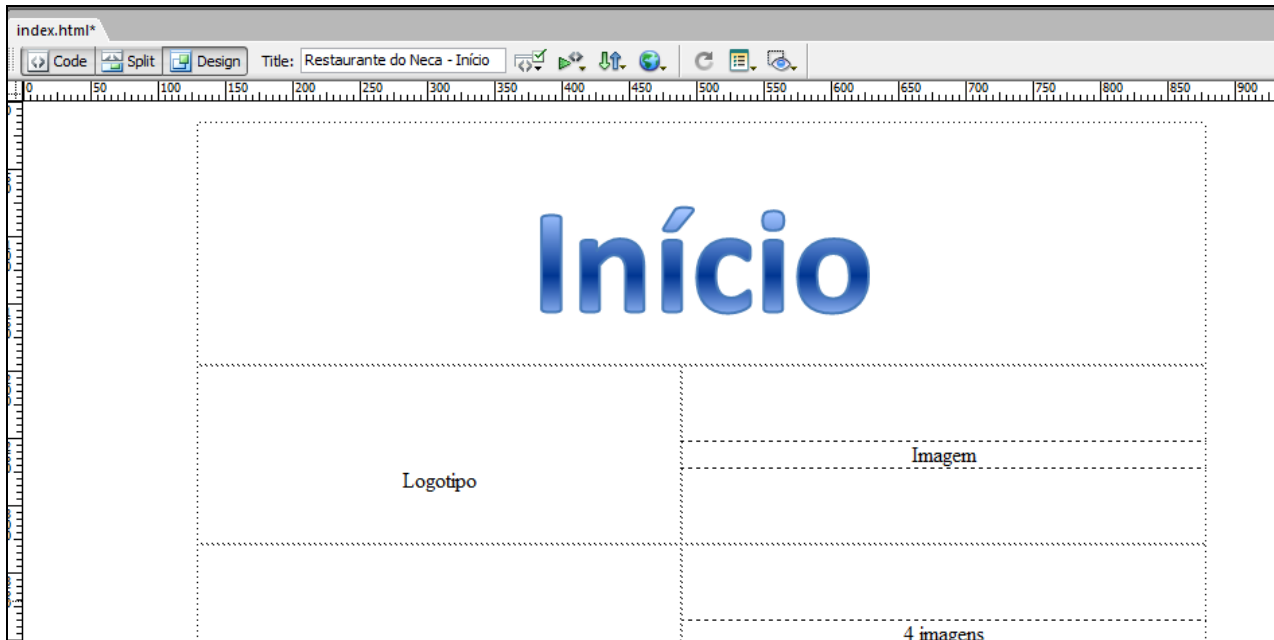 index.html*
Code Split Design Title: Restaurante do Neca - Início
0 50 100 150 200 250 300 350 400 450 500 550 600 650 700 750 800 850 900
Início
Imagem
Logotipo
4 imagens